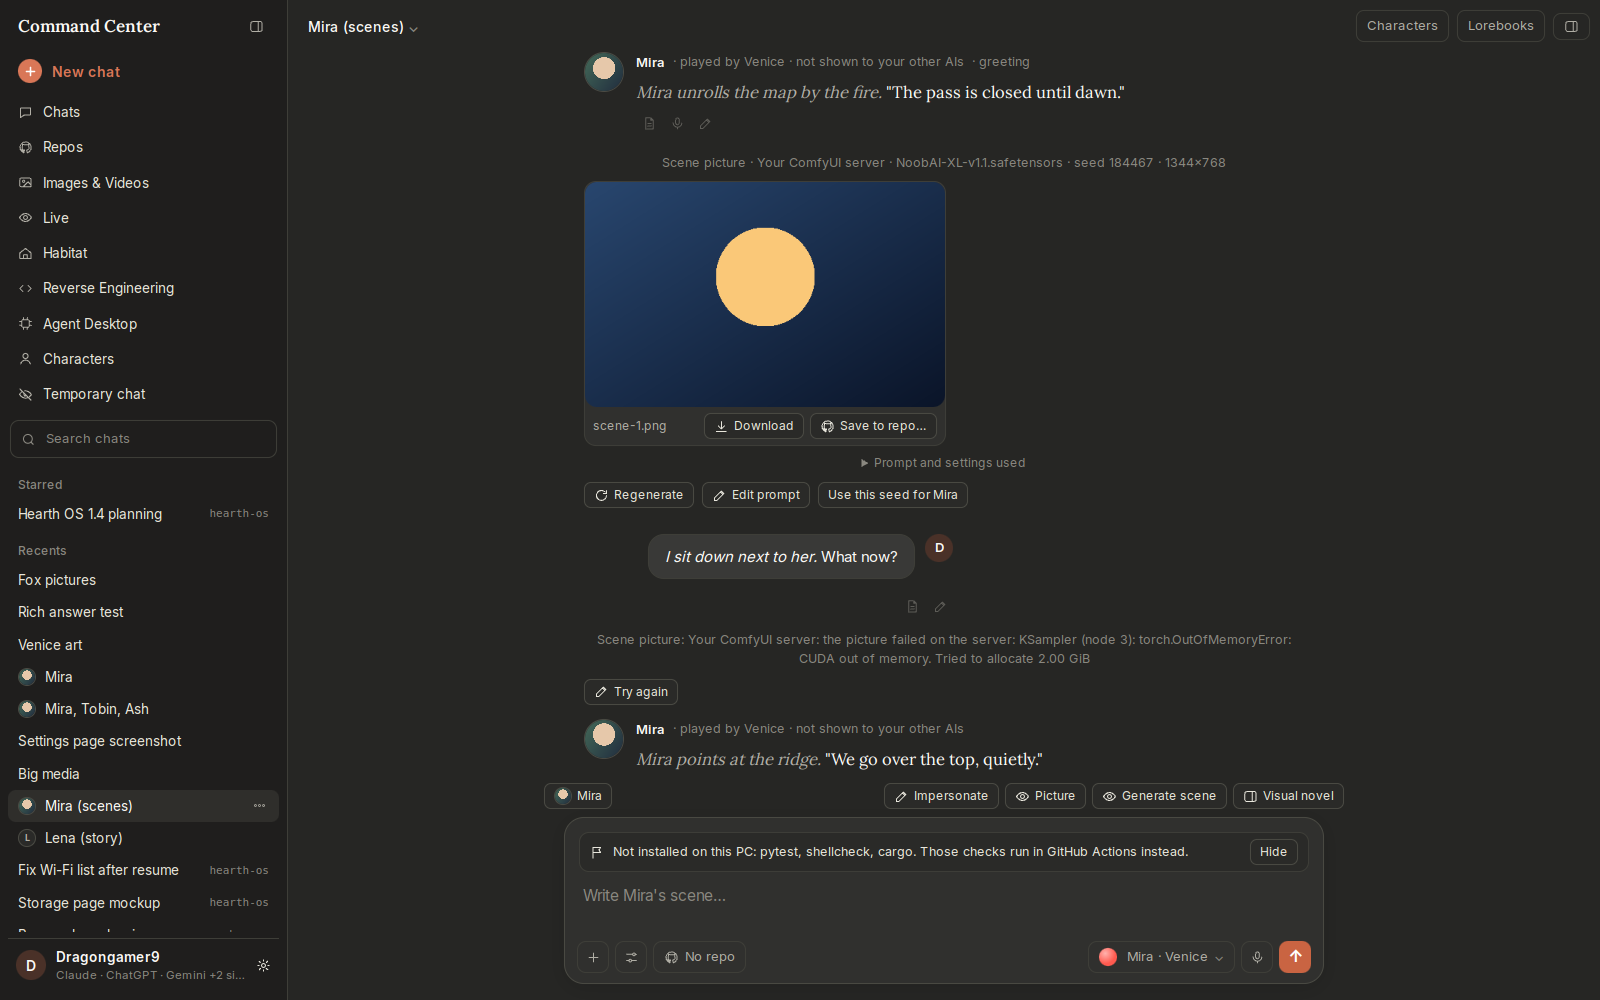 Command Center
New chat
Chats
Repos
Images & Videos
Live
Habitat
Reverse Engineering
Agent Desktop
Characters
Temporary chat
Search chats
Starred
Hearth OS 1.4 planning hearth-os
Recents
Fox pictures
Rich answer test
Venice art
Mira
Mira, Tobin, Ash
Settings page screenshot
Big media
Mira (scenes)
L Lena (story)
Fix Wi-Fi list after resume hearth-os
Storage page mockup hearth-os
D Dragongamer9
Claude · ChatGPT · Gemini +2 si...
Mira (scenes)
Characters Lorebooks
Mira · played by Venice · not shown to your other AIs · greeting
Mira unrolls the map by the fire. "The pass is closed until dawn."
Scene picture · Your ComfyUI server · NoobAI-XL-v1.1.safetensors · seed 184467 · 1344×768
scene-1.png Download Save to repo...
Prompt and settings used
Regenerate Edit prompt Use this seed for Mira
I sit down next to her. What now? D
Scene picture: Your ComfyUI server: the picture failed on the server: KSampler (node 3): torch.OutOfMemoryError:
CUDA out of memory. Tried to allocate 2.00 GiB
Try again
Mira · played by Venice · not shown to your other AIs
Mira points at the ridge. "We go over the top, quietly."
Mira Impersonate Picture Generate scene Visual novel
Not installed on this PC: pytest, shellcheck, cargo. Those checks run in GitHub Actions instead. Hide
Write Mira's scene...
No repo Mira · Venice